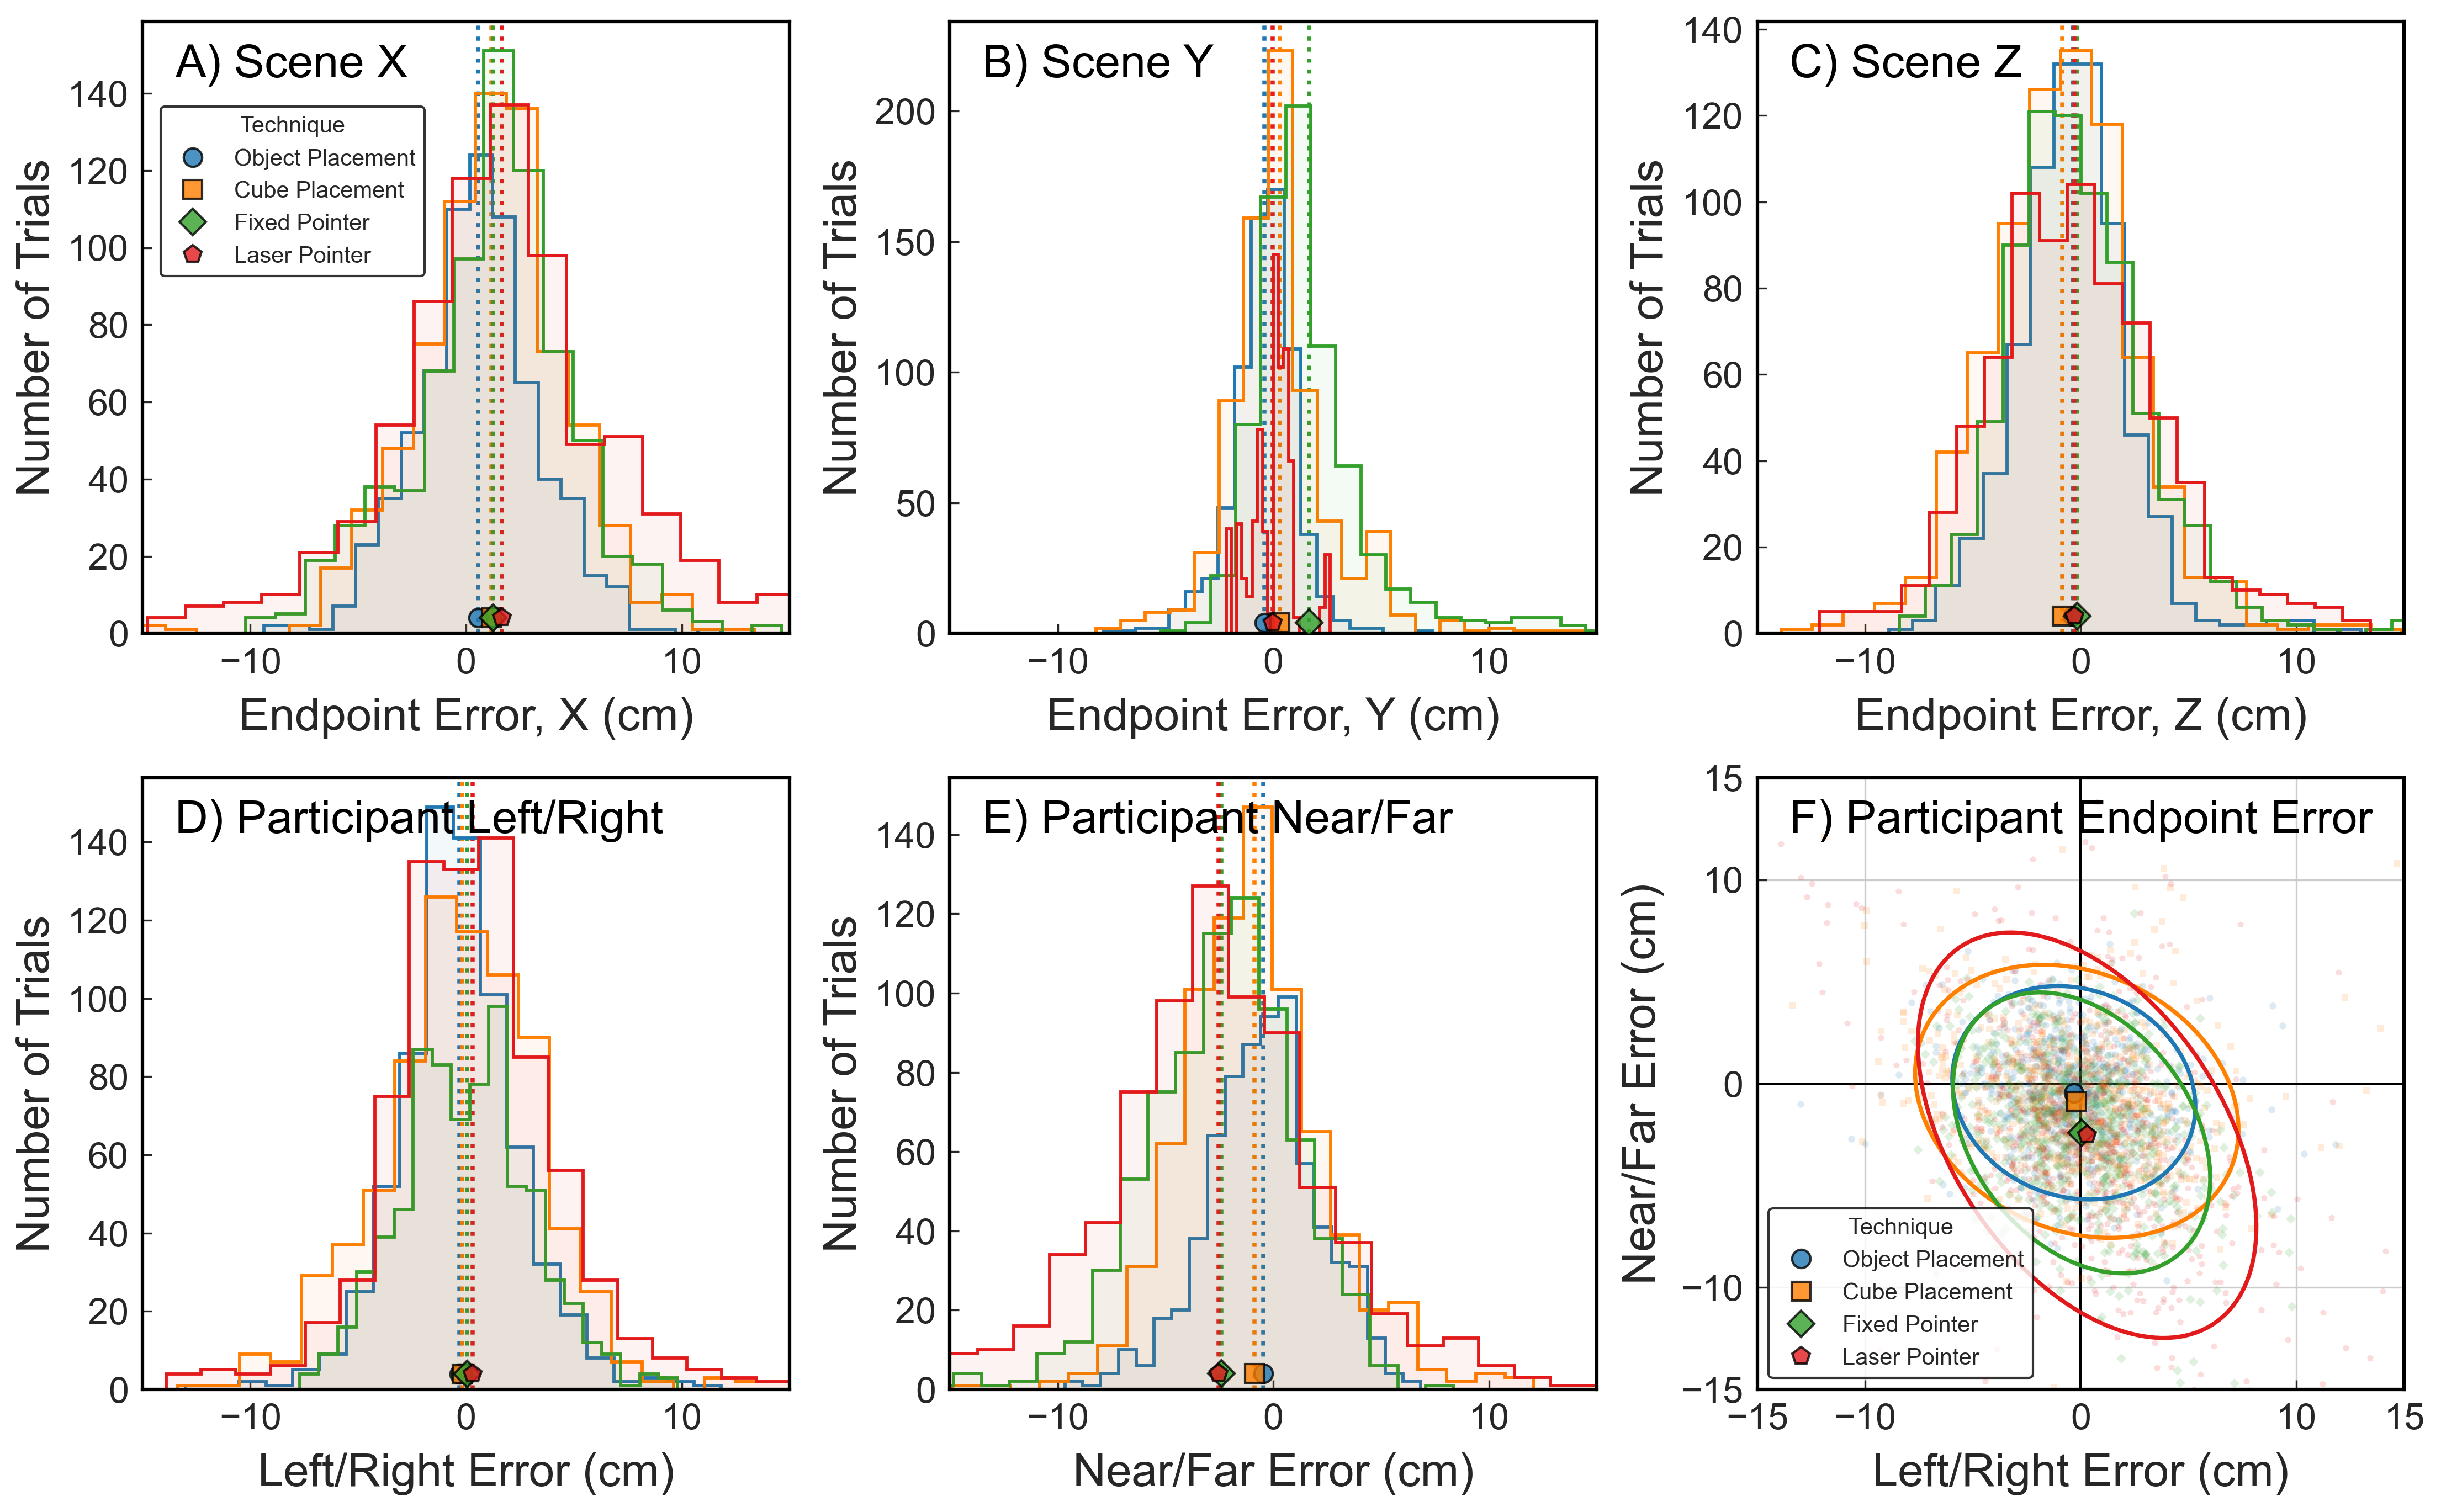 A) Scene X
Number of Trials
140
120
100
80
60
40
20
0
Technique
Object Placement
Cube Placement
Fixed Pointer
Laser Pointer
−10
0
10
Endpoint Error, X (cm)
B) Scene Y
Number of Trials
200
150
100
50
0
−10
0
10
Endpoint Error, Y (cm)
C) Scene Z
Number of Trials
140
120
100
80
60
40
20
0
−10
0
10
Endpoint Error, Z (cm)
D) Participant Left/Right
Number of Trials
140
120
100
80
60
40
20
0
−10
0
10
Left/Right Error (cm)
E) Participant Near/Far
Number of Trials
140
120
100
80
60
40
20
0
−10
0
10
Near/Far Error (cm)
F) Participant Endpoint Error
Near/Far Error (cm)
15
10
0
−10
−15
Technique
Object Placement
Cube Placement
Fixed Pointer
Laser Pointer
−15
−10
0
10
15
Left/Right Error (cm)